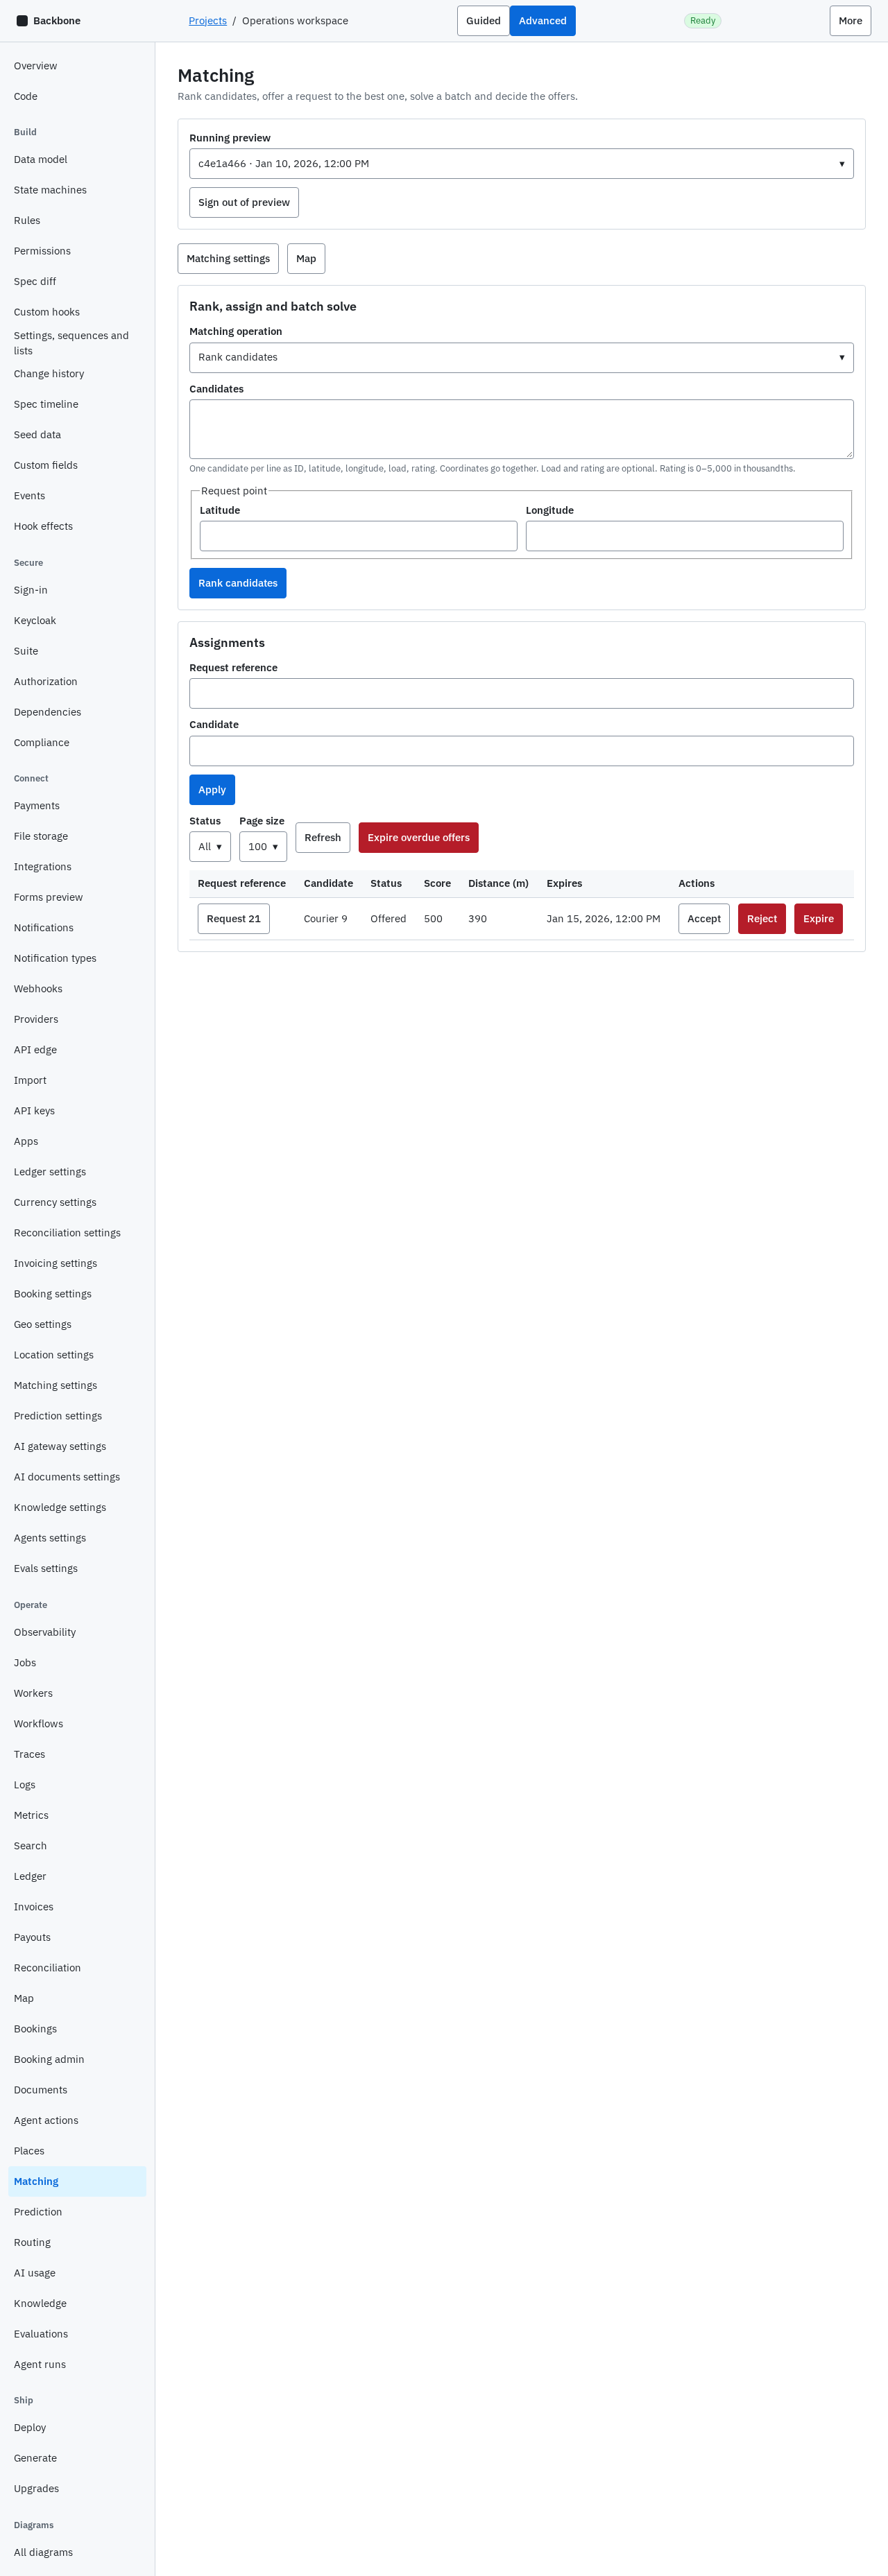 Backbone
Projects / Operations workspace
Guided
Advanced
Ready
More
Overview
Code
Build
Data model
State machines
Rules
Permissions
Spec diff
Custom hooks
Settings, sequences and
lists
Change history
Spec timeline
Seed data
Custom fields
Events
Hook effects
Secure
Sign-in
Keycloak
Suite
Authorization
Dependencies
Compliance
Connect
Payments
File storage
Integrations
Forms preview
Notifications
Notification types
Webhooks
Providers
API edge
Import
API keys
Apps
Ledger settings
Currency settings
Reconciliation settings
Invoicing settings
Booking settings
Geo settings
Location settings
Matching settings
Prediction settings
AI gateway settings
AI documents settings
Knowledge settings
Agents settings
Evals settings
Operate
Observability
Jobs
Workers
Workflows
Traces
Logs
Metrics
Search
Ledger
Invoices
Payouts
Reconciliation
Map
Bookings
Booking admin
Documents
Agent actions
Places
Matching
Prediction
Routing
AI usage
Knowledge
Evaluations
Agent runs
Ship
Deploy
Generate
Upgrades
Diagrams
All diagrams
Matching
Rank candidates, offer a request to the best one, solve a batch and decide the offers.
Running preview
c4e1a466 · Jan 10, 2026, 12:00 PM
Sign out of preview
Matching settings
Map
Rank, assign and batch solve
Matching operation
Rank candidates
Candidates
One candidate per line as ID, latitude, longitude, load, rating. Coordinates go together. Load and rating are optional. Rating is 0–5,000 in thousandths.
Request point
Latitude
Longitude
Rank candidates
Assignments
Request reference
Candidate
Apply
Status
Page size
All
100
Refresh
Expire overdue offers
Request reference Candidate Status Score Distance (m) Expires Actions
Request 21 Courier 9 Offered 500 390 Jan 15, 2026, 12:00 PM Accept Reject Expire